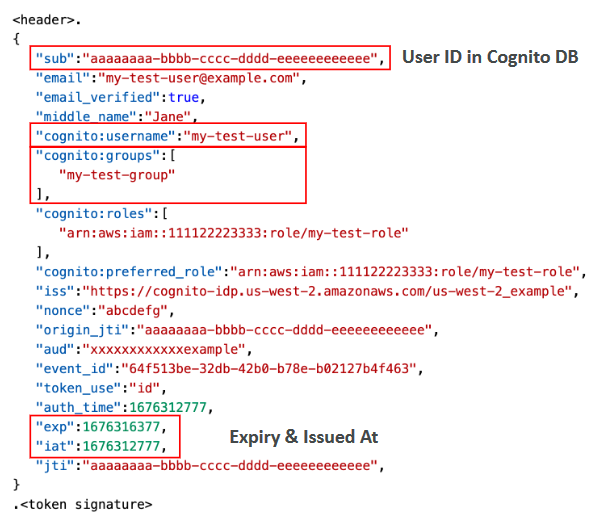 <header>.
{
"sub":"aaaaaaaa-bbbb-cccc-dddd-eeeeeeeeeeee", User ID in Cognito DB
"email":"my-test-user@example.com",
"email_verified":true,
"middle_name":"Jane",
"cognito:username":"my-test-user",
"cognito:groups":[
"my-test-group"
],
"cognito:roles":[
"arn:aws:iam::111122223333:role/my-test-role"
],
"cognito:preferred_role":"arn:aws:iam::111122223333:role/my-test-role",
"iss":"https://cognito-idp.us-west-2.amazonaws.com/us-west-2_example",
"nonce":"abcdefg",
"origin_jti":"aaaaaaaa-bbbb-cccc-dddd-eeeeeeeeeeee",
"aud":"xxxxxxxxxxxxexample",
"event_id":"64f513be-32db-42b0-b78e-b02127b4f463",
"token_use":"id",
"auth_time":1676312777,
"exp":1676316377,
Expiry & Issued At
"iat":1676312777,
"jti":"aaaaaaaa-bbbb-cccc-dddd-eeeeeeeeeeee",
}
.<token signature>